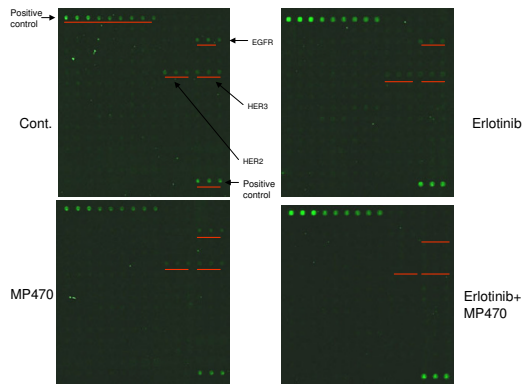 Positive
control
EGFR
HER3
Cont.
Erlotinib
HER2
Positive
control
MP470
Erlotinib+
MP470